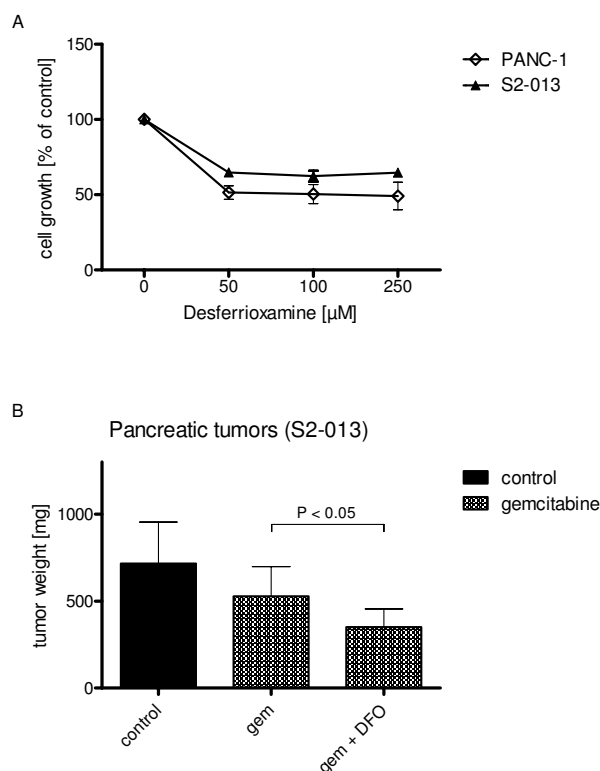 A
150
100
50
0
cell growth [% of control]
0 50 100 250
Desferrioxamine [µM]
PANC-1
S2-013
B
Pancreatic tumors (S2-013)
1000
500
0
tumor weight [mg]
P < 0.05
control gem gem + DFO
control
gemcitabine